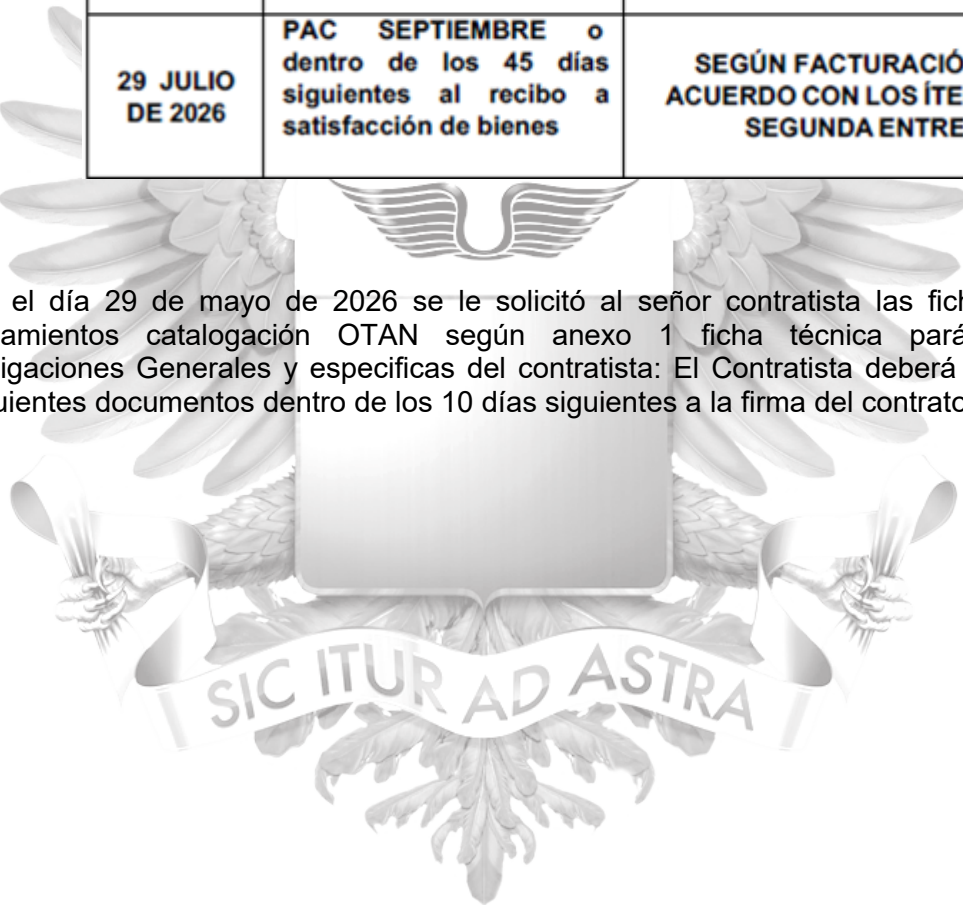 29 JULIO
DE 2026
PAC SEPTIEMBRE o
dentro de los 45 días
siguientes al recibo a
satisfacción de bienes
SEGÚN FACTURACIÓ
ACUERDO CON LOS ÍTE
SEGUNDA ENTRE
el día 29 de mayo de 2026 se le solicitó al señor contratista las fich
amientos catalogación OTAN según anexo 1 ficha técnica pará
igaciones Generales y especificas del contratista: El Contratista deberá
uientes documentos dentro de los 10 días siguientes a la firma del contrato
SIC ITUR AD ASTRA